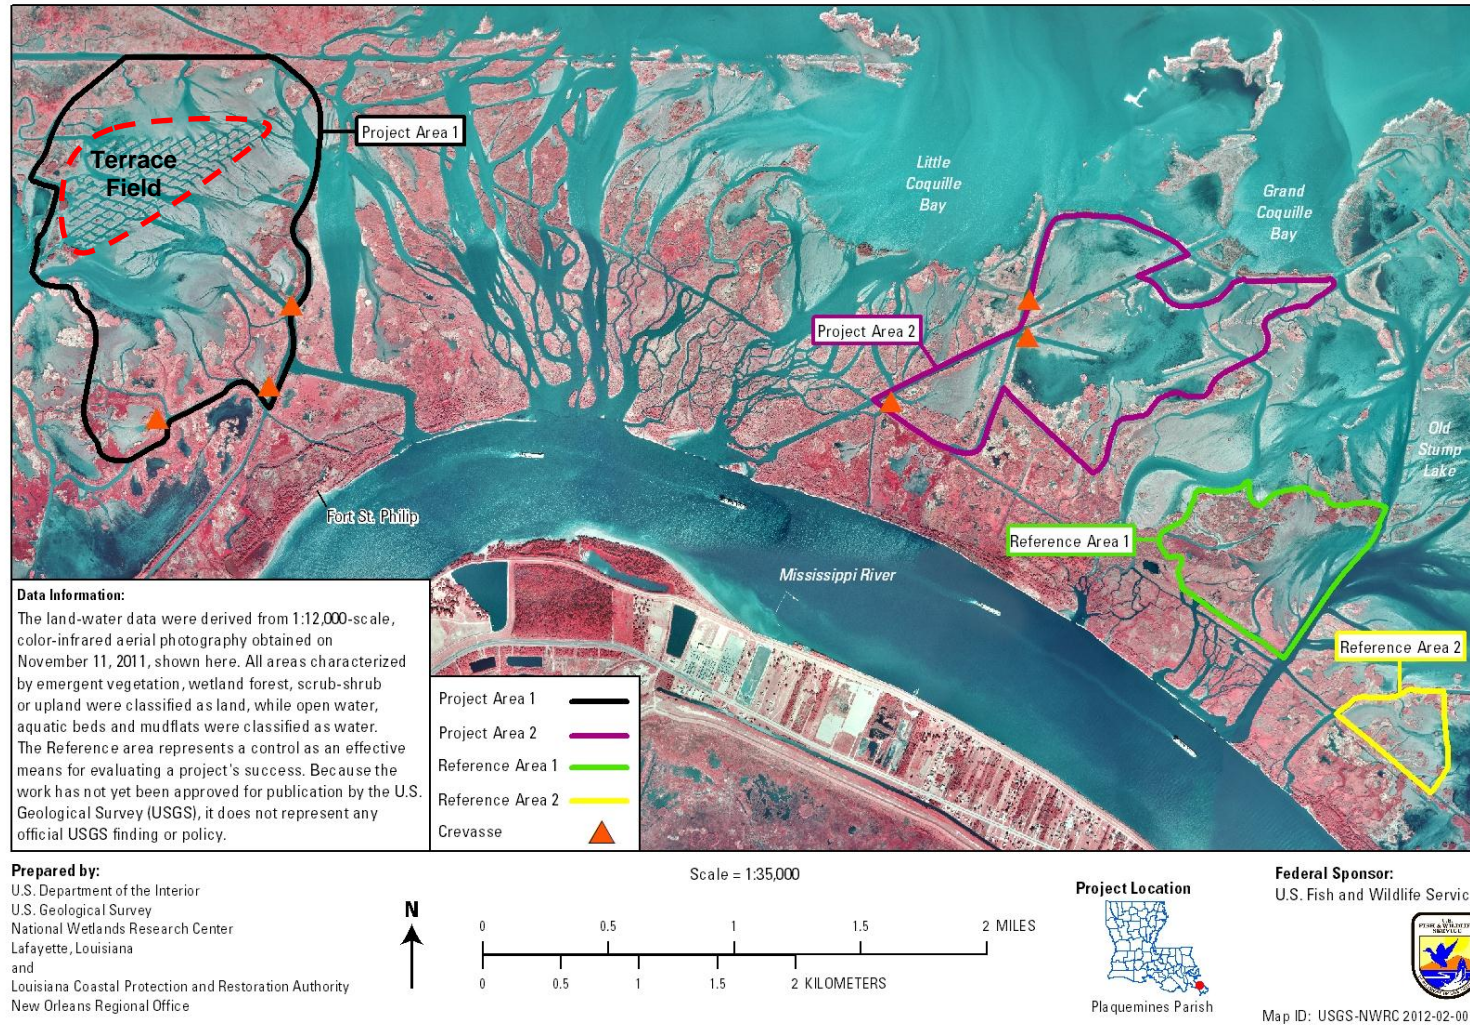 Project Area 1
Terrace
Field
Little
Coquille
Bay
Grand
Coquille
Bay
Project Area 2
Old
Stump
Lake
Fort St. Philip
Reference Area 1
Mississippi River
Reference Area 2
Data Information:
The land-water data were derived from 1:12,000-scale,
color-infrared aerial photography obtained on
November 11, 2011, shown here. All areas characterized
by emergent vegetation, wetland forest, scrub-shrub
or upland were classified as land, while open water,
aquatic beds and mudflats were classified as water.
The Reference area represents a control as an effective
means for evaluating a project's success. Because the
work has not yet been approved for publication by the U.S.
Geological Survey (USGS), it does not represent any
official USGS finding or policy.
Project Area 1
Project Area 2
Reference Area 1
Reference Area 2
Crevasse
Prepared by:
U.S. Department of the Interior
U.S. Geological Survey
National Wetlands Research Center
Lafayette, Louisiana
and
Louisiana Coastal Protection and Restoration Authority
New Orleans Regional Office
N
Scale = 1:35,000
0 0.5 1 1.5 2 MILES
0 0.5 1 1.5 2 KILOMETERS
Project Location
Plaquemines Parish
Federal Sponsor:
U.S. Fish and Wildlife Servic
U.S.
FISH & WILDLIFE
SERVICE
Map ID: USGS-NWRC 2012-02-00